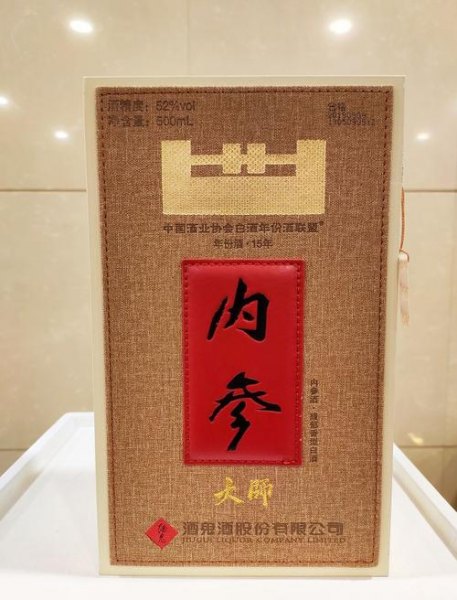 酒精度：52%vol
净含量：500mL
中国酒业协会白酒年份酒联盟®
年份酒·15年
内参
内参酒·馥郁香型白酒
大師
酒鬼酒股份有限公司
JIUGUI LIQUOR COMPANY LIMITED